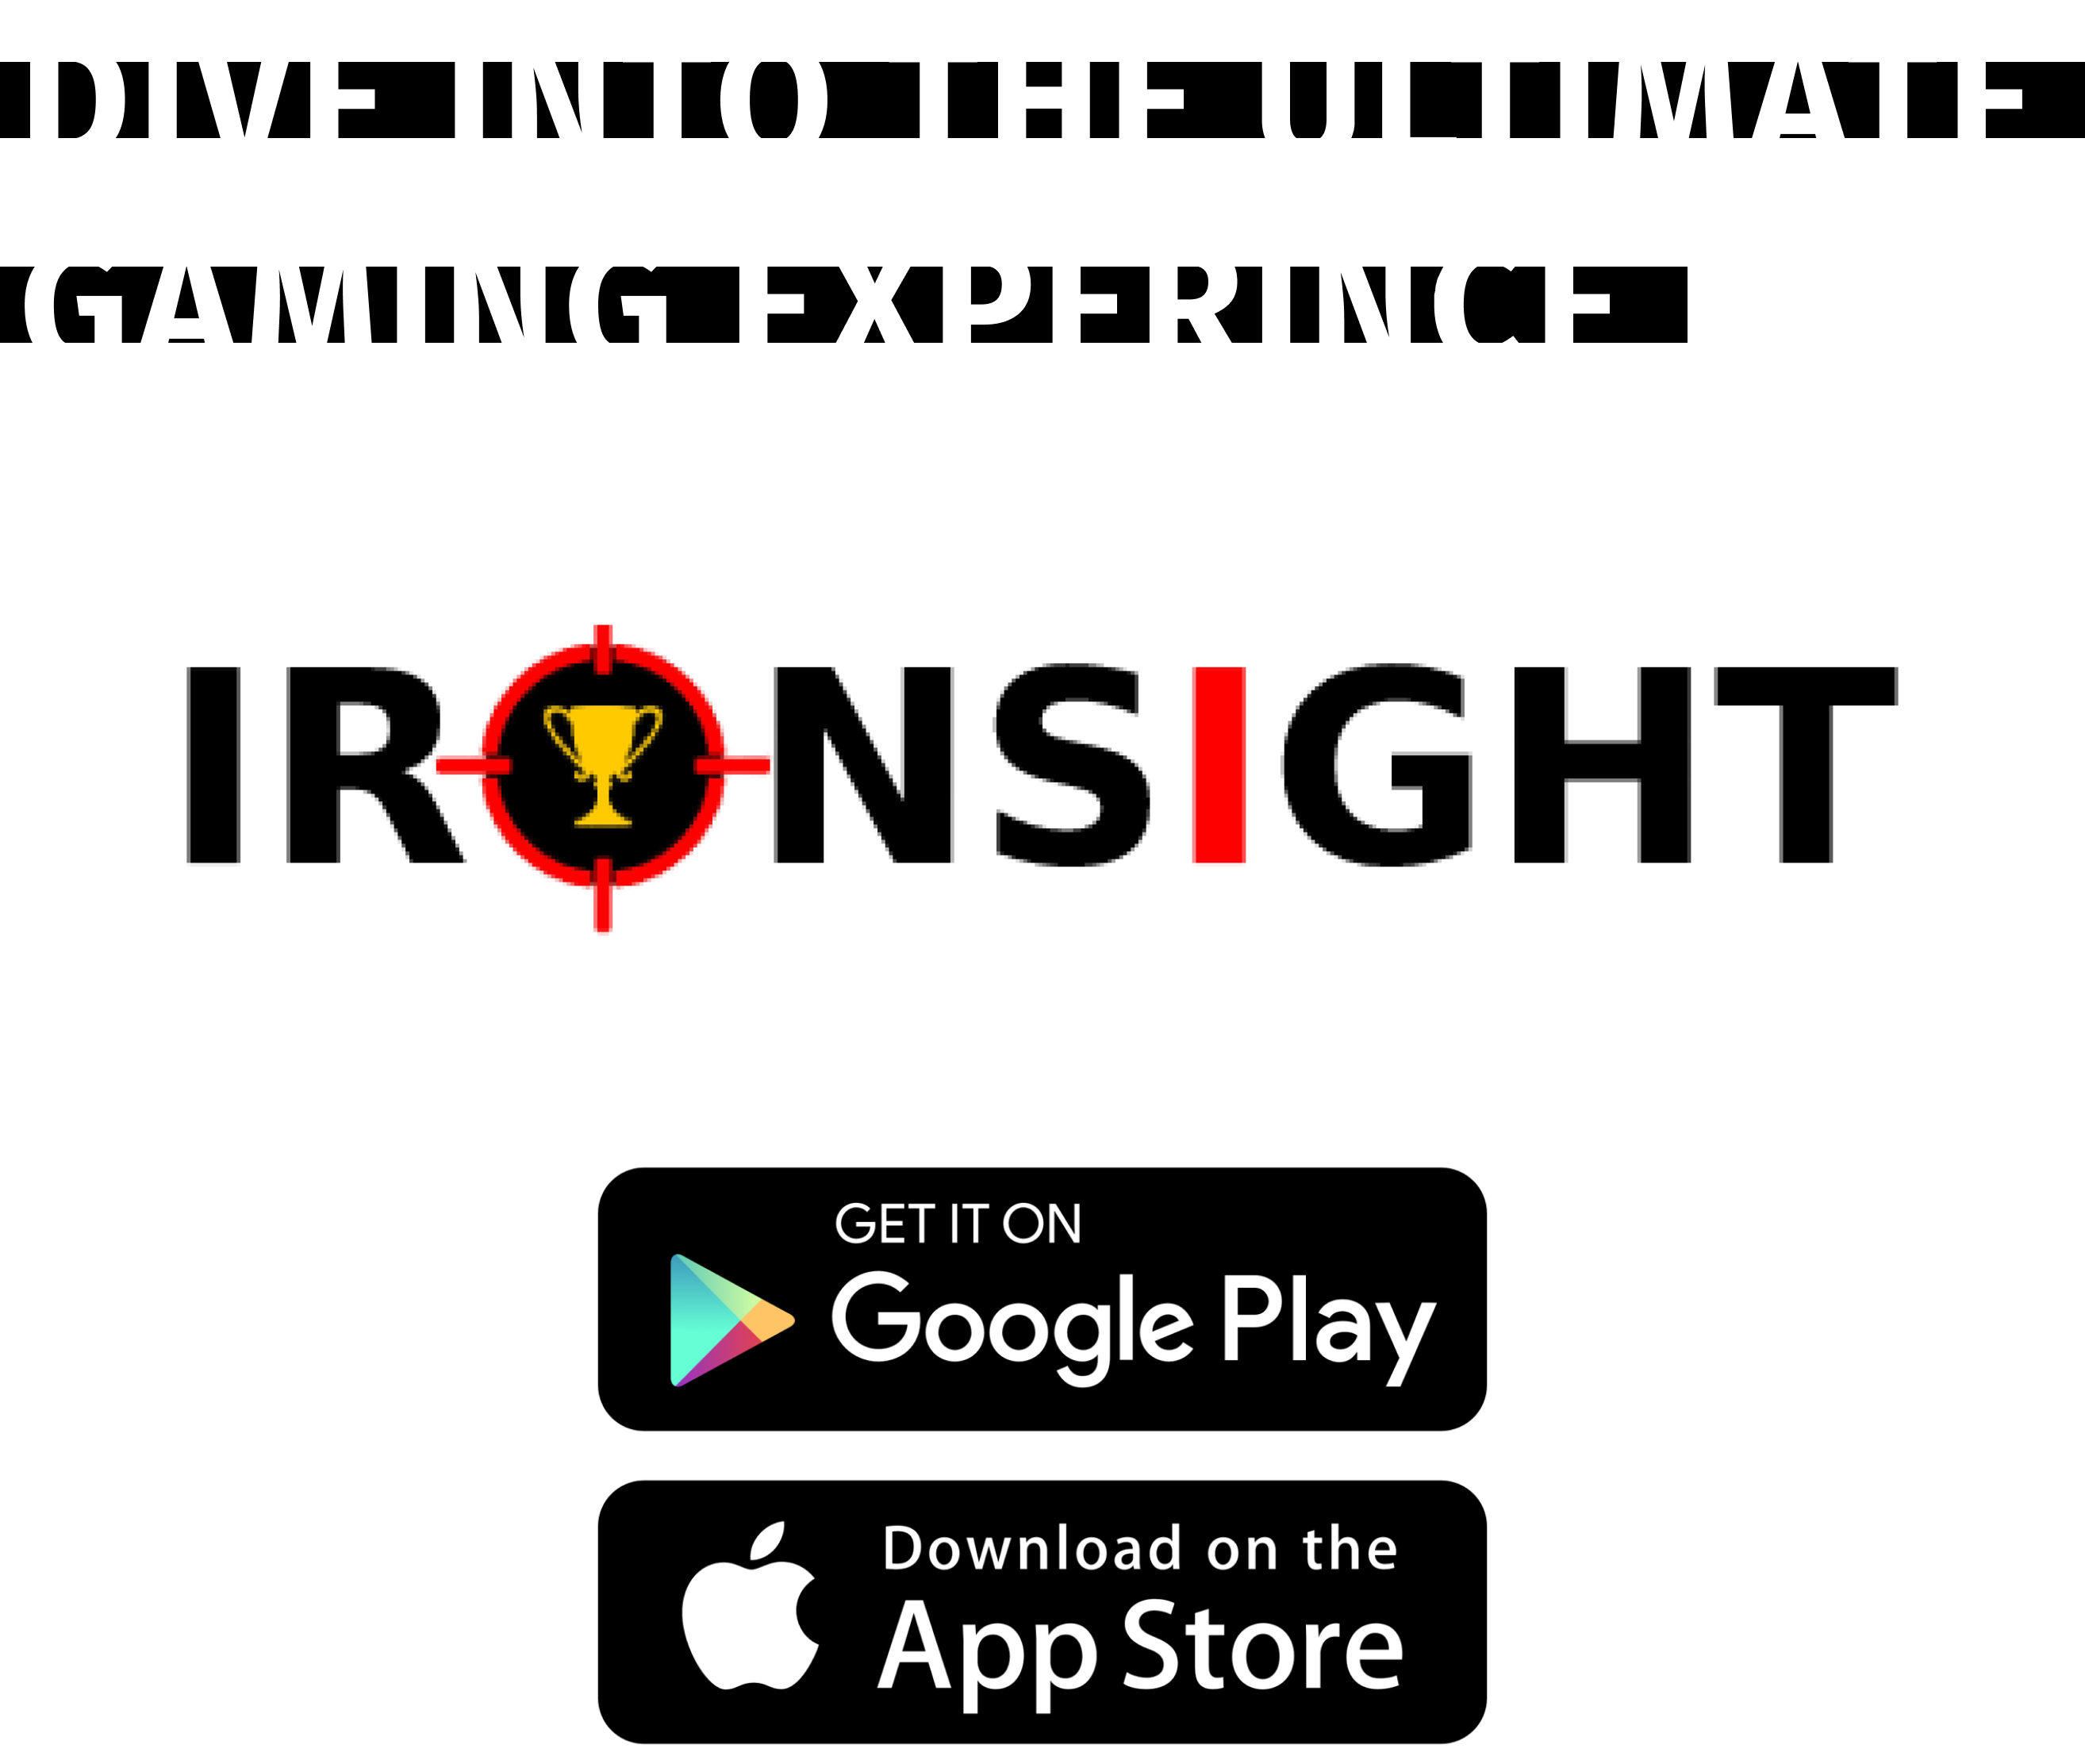 DIVE INTO THE ULTIMATE
GAMING EXPERINCE
IRONSIGHT
GET IT ON
Google Play
Download on the
App Store